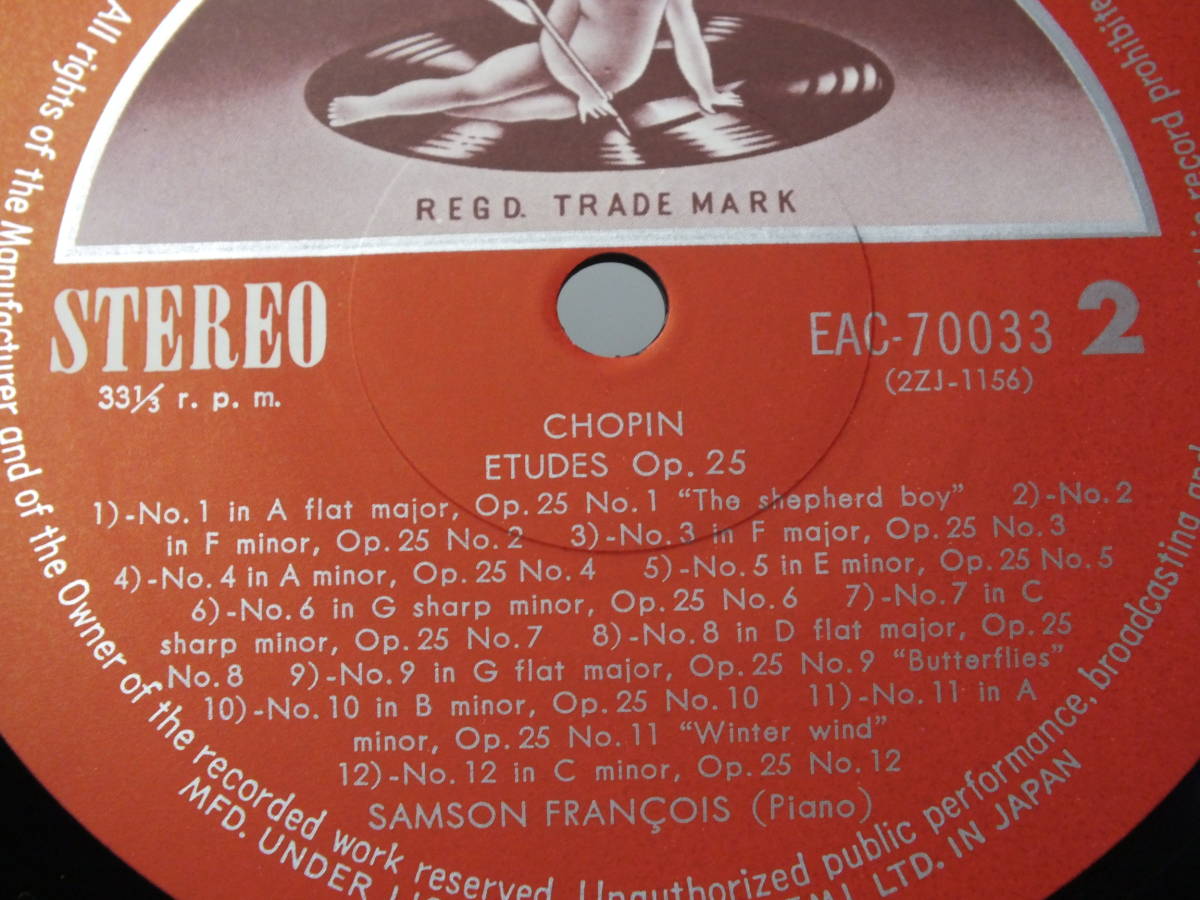 REGD. TRADE MARK
STEREO
33⅓ r. p. m.
EAC-70033 2
(2ZJ-1156)
CHOPIN
ETUDES Op. 25
1)-No. 1 in A flat major, Op. 25 No. 1 “The shepherd boy” 2)-No. 2
in F minor, Op. 25 No. 2 3)-No. 3 in F major, Op. 25 No. 3
4)-No. 4 in A minor, Op. 25 No. 4 5)-No. 5 in E minor, Op. 25 No. 5
6)-No. 6 in G sharp minor, Op. 25 No. 6 7)-No. 7 in C
sharp minor, Op. 25 No. 7 8)-No. 8 in D flat major, Op. 25
No. 8 9)-No. 9 in G flat major, Op. 25 No. 9 “Butterflies”
10)-No. 10 in B minor, Op. 25 No. 10 11)-No. 11 in A
minor, Op. 25 No. 11 “Winter wind”
12)-No. 12 in C minor, Op. 25 No. 12
SAMSON FRANÇOIS (Piano)
All rights of the Manufacturer and of the Owner of the recorded work reserved. Unauthorized public performance, broadcasting and record prohibite
MFD. UNDER EMI LTD. IN JAPAN